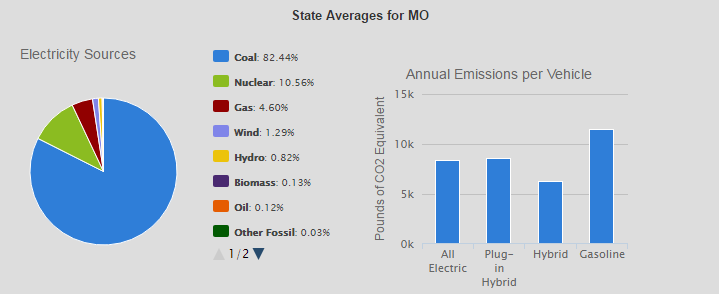 State Averages for MO
Electricity Sources
Coal: 82.44%
Nuclear: 10.56%
Gas: 4.60%
Wind: 1.29%
Hydro: 0.82%
Biomass: 0.13%
Oil: 0.12%
Other Fossil: 0.03%
1/2
Annual Emissions per Vehicle
Pounds of CO2 Equivalent
15k
10k
5k
0k
All
Electric
Plug-
in
Hybrid
Hybrid
Gasoline